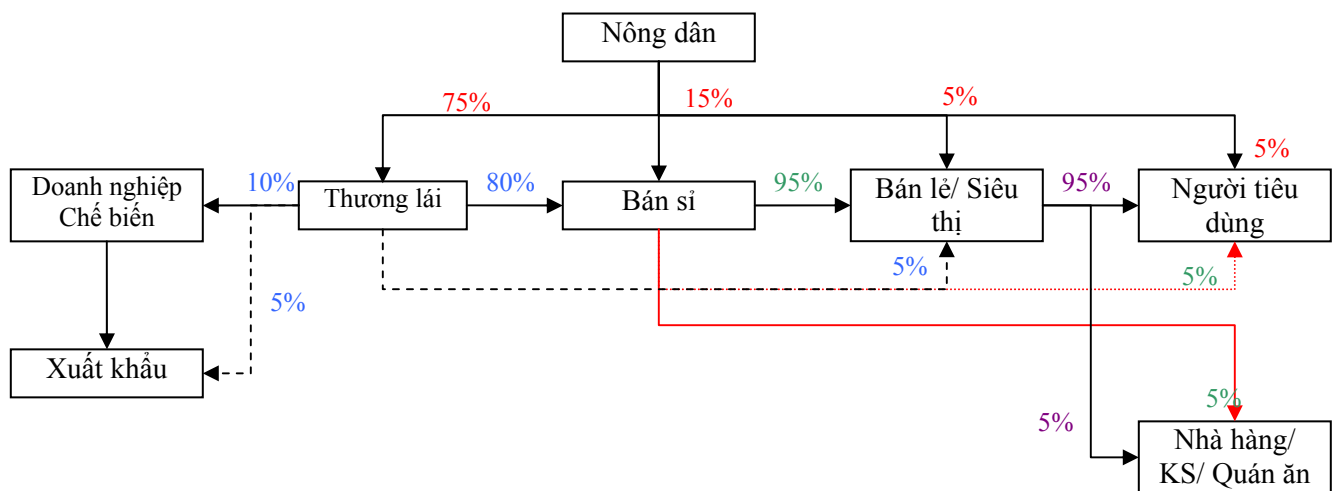 Nông dân
75%
15%
5%
5%
Doanh nghiệp
Chế biến
10%
Thương lái
80%
Bán sỉ
95%
Bán lẻ/ Siêu
thị
95%
Người tiêu
dùng
5%
5%
5%
Xuất khẩu
5%
5%
Nhà hàng/
KS/ Quán ăn